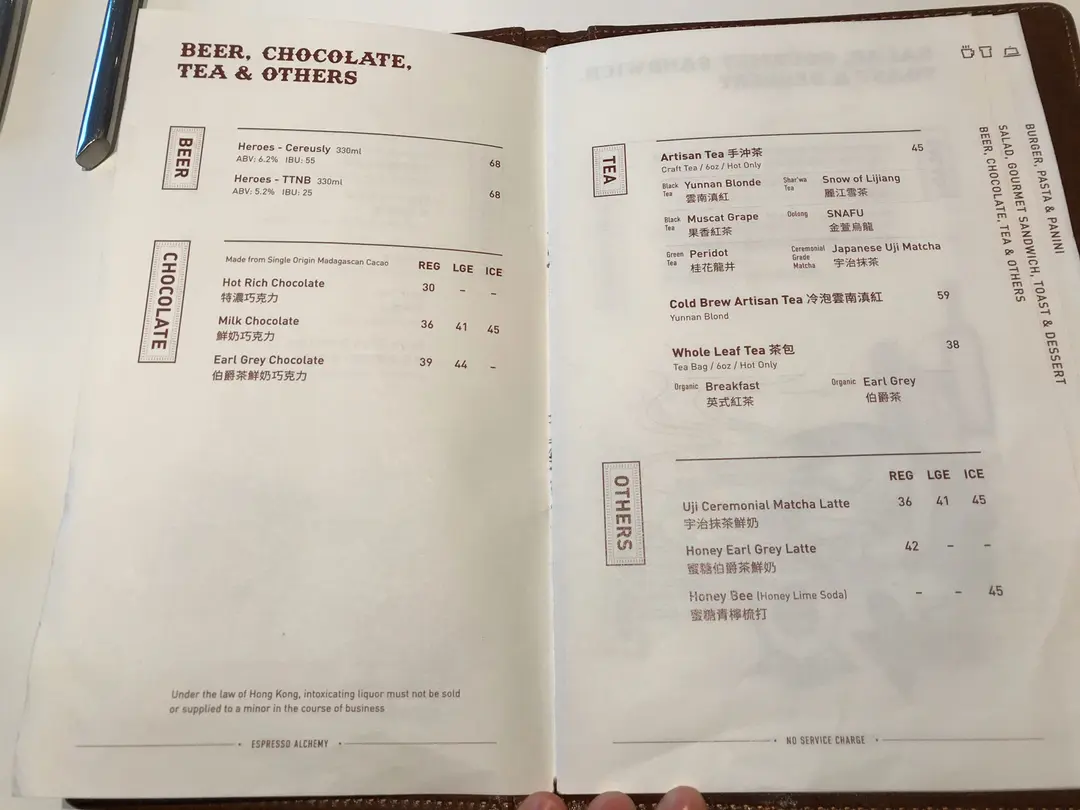 BEER, CHOCOLATE,
TEA & OTHERS
BEER
Heroes - Cereusly 330ml 68
ABV: 6.2% IBU: 55
Heroes - TTNB 330ml 68
ABV: 5.2% IBU: 25
CHOCOLATE
Made from Single Origin Madagascan Cacao REG LGE ICE
Hot Rich Chocolate 30 – –
特濃巧克力
Milk Chocolate 36 41 45
鮮奶巧克力
Earl Grey Chocolate 39 44 –
伯爵茶鮮奶巧克力
Under the law of Hong Kong, intoxicating liquor must not be sold
or supplied to a minor in the course of business
ESPRESSO ALCHEMY
TEA
Artisan Tea 手沖茶 45
Craft Tea / 6oz / Hot Only
Black Tea Yunnan Blonde
雲南滇紅
Shar'wa Tea Snow of Lijiang
麗江雪茶
Black Tea Muscat Grape
果香紅茶
Oolong SNAFU
金萱烏龍
Green Tea Peridot
桂花龍井
Ceremonial Grade Matcha Japanese Uji Matcha
宇治抹茶
Cold Brew Artisan Tea 冷泡雲南滇紅 59
Yunnan Blond
Whole Leaf Tea 茶包 38
Tea Bag / 6oz / Hot Only
Organic Breakfast
英式紅茶
Organic Earl Grey
伯爵茶
OTHERS
REG LGE ICE
Uji Ceremonial Matcha Latte 36 41 45
宇治抹茶鮮奶
Honey Earl Grey Latte 42 – –
蜜糖伯爵茶鮮奶
Honey Bee (Honey Lime Soda) – – 45
蜜糖青檸梳打
NO SERVICE CHARGE
BURGER, PASTA & PANINI
SALAD, GOURMET SANDWICH, TOAST & DESSERT
BEER, CHOCOLATE, TEA & OTHERS